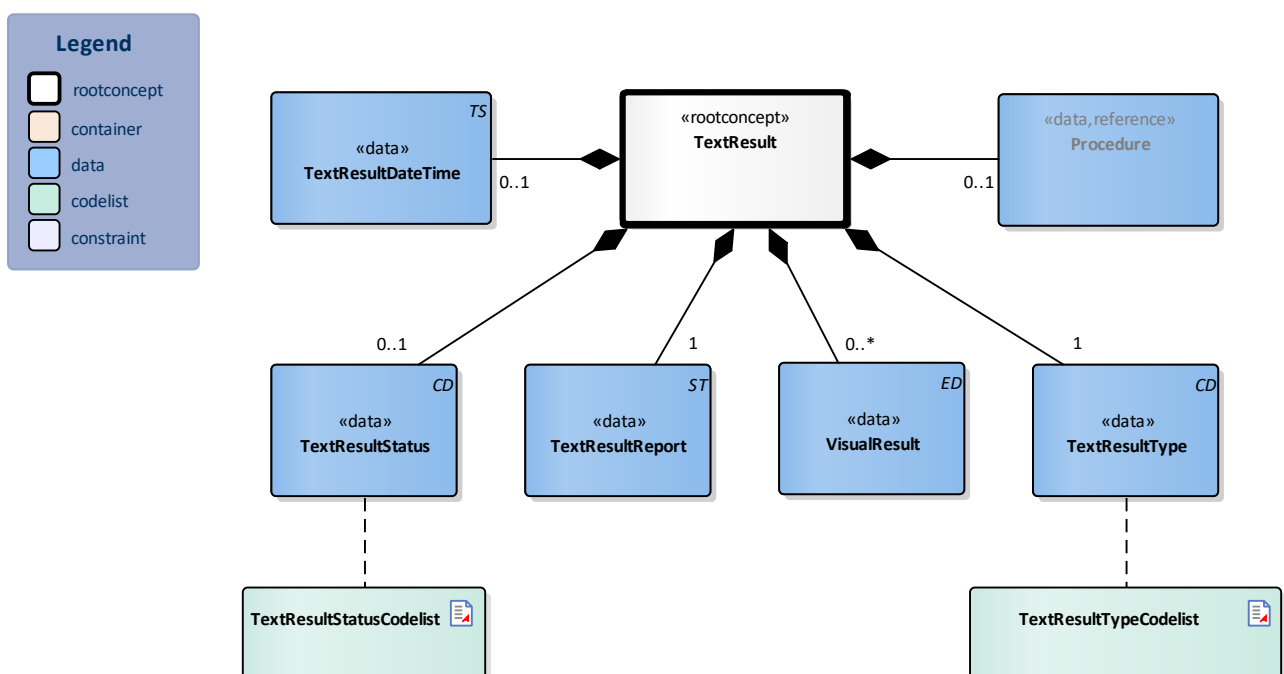 Legend
rootconcept
container
data
codelist
constraint
TS
«data»
TextResultDateTime
0..1
«rootconcept»
TextResult
«data,reference»
Procedure
0..1
0..1
1
0..*
1
CD
«data»
TextResultStatus
ST
«data»
TextResultReport
ED
«data»
VisualResult
CD
«data»
TextResultType
TextResultStatusCodelist
TextResultTypeCodelist